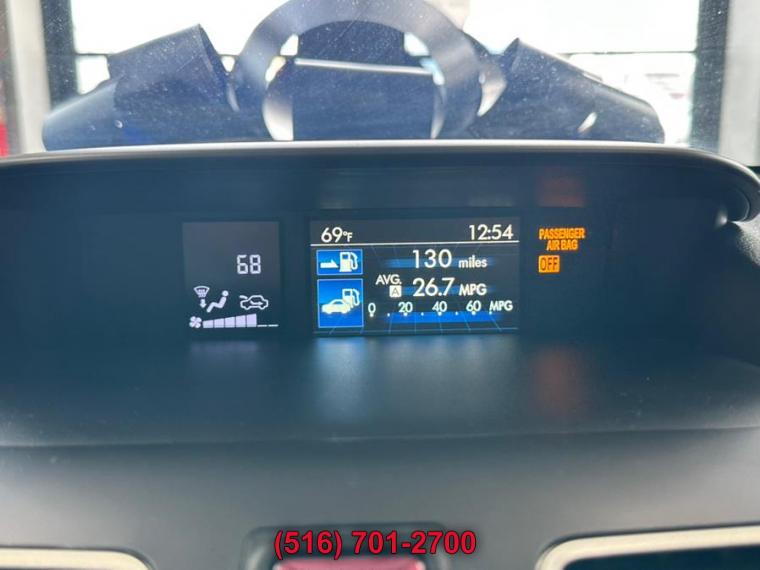 69°F 12:54
68
130 miles
AVG. A 26.7 MPG
0 20 40 60 MPG
PASSENGER
AIR BAG
OFF
(516) 701-2700